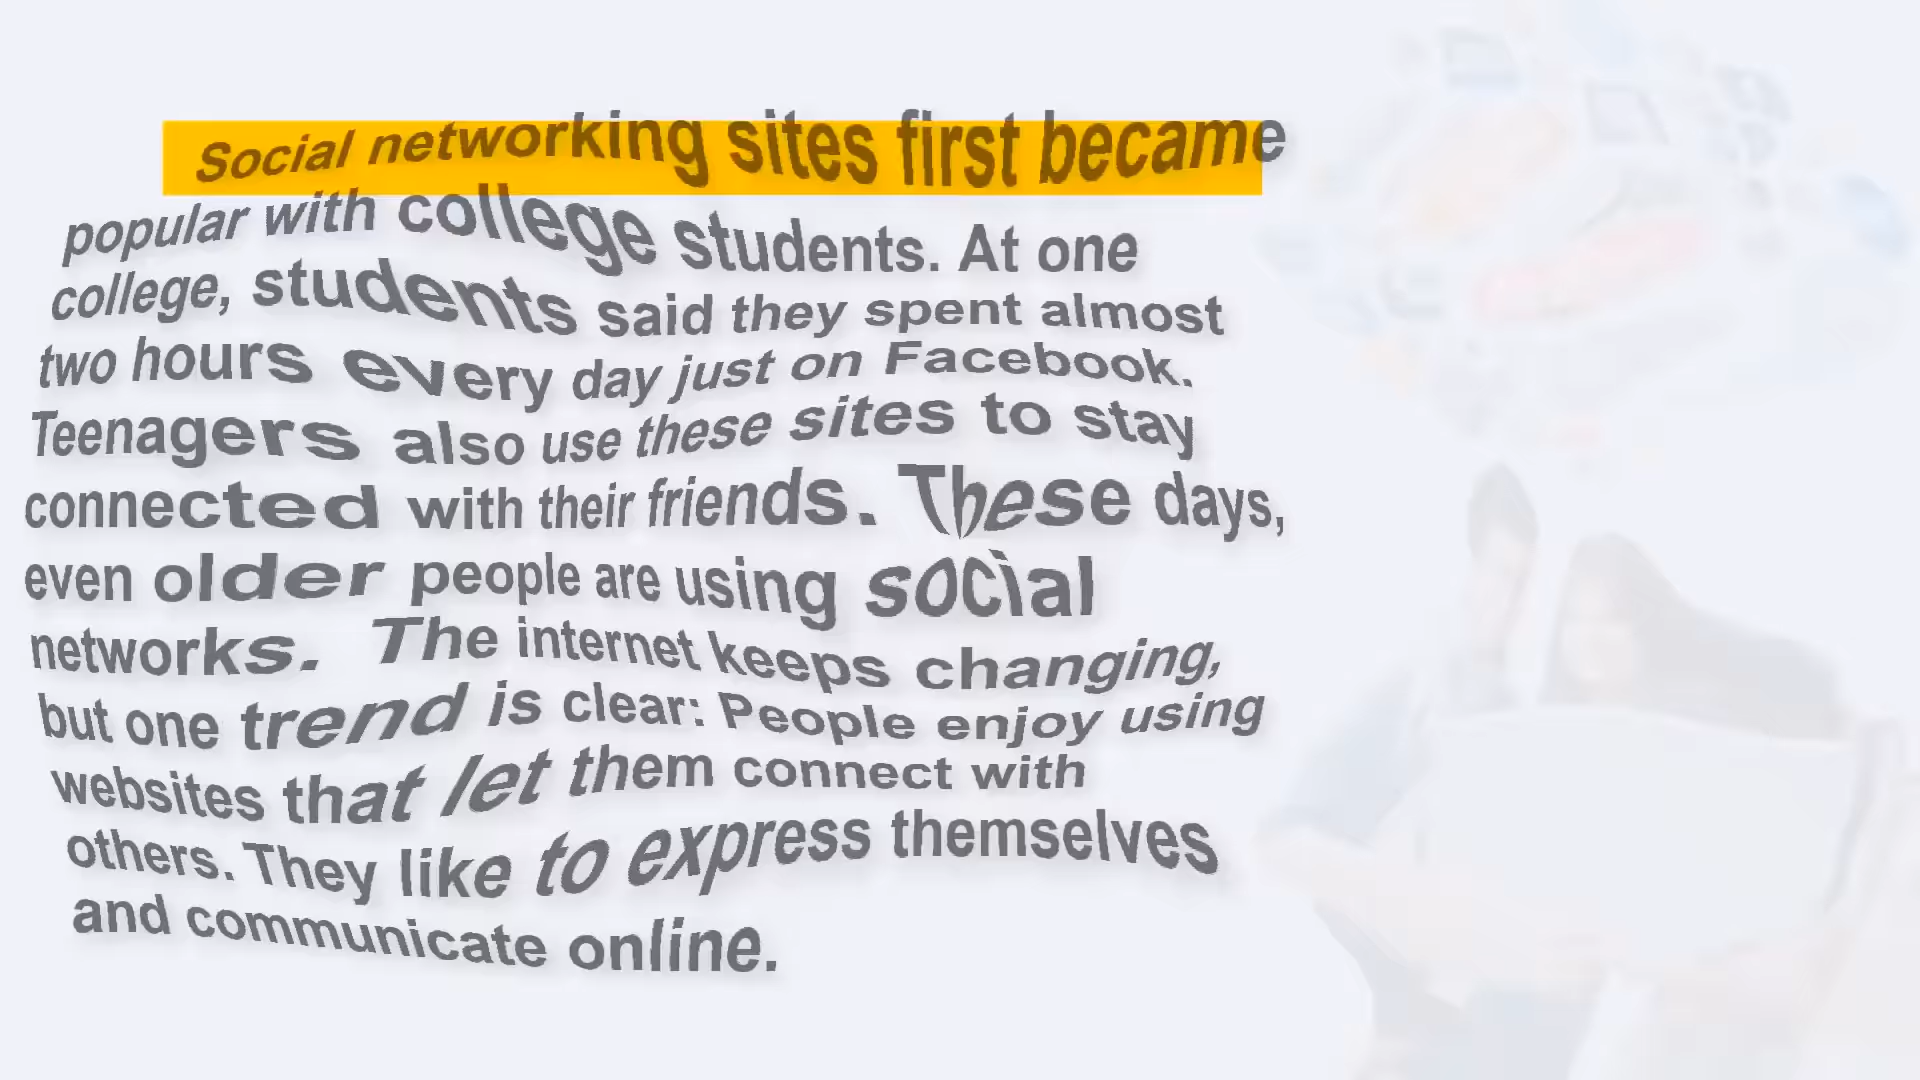 Social networking sites first became
popular with college students. At one
college, students said they spent almost
two hours every day just on Facebook.
Teenagers also use these sites to stay
connected with their friends. These days,
even older people are using social
networks. The internet keeps changing,
but one trend is clear: People enjoy using
websites that let them connect with
others. They like to express themselves
and communicate online.